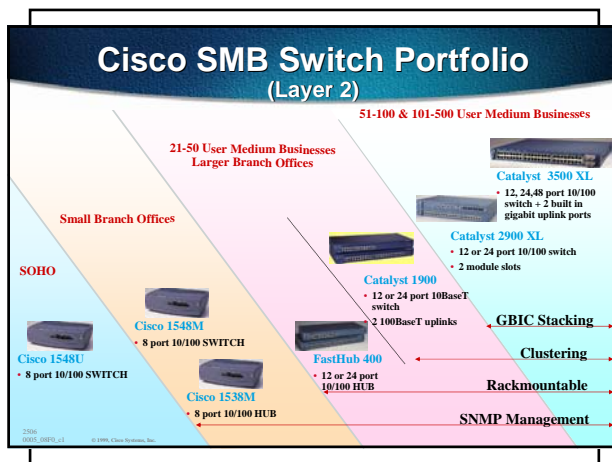 Cisco SMB Switch Portfolio
(Layer 2)
51-100 & 101-500 User Medium Businesses
21-50 User Medium Businesses
Larger Branch Offices
Small Branch Offices
SOHO
Catalyst 3500 XL
• 12, 24,48 port 10/100
switch + 2 built in
gigabit uplink ports
Catalyst 2900 XL
• 12 or 24 port 10/100 switch
• 2 module slots
Catalyst 1900
• 12 or 24 port 10BaseT
switch
• 2 100BaseT uplinks
Cisco 1548M
• 8 port 10/100 SWITCH
Cisco 1548U
• 8 port 10/100 SWITCH
FastHub 400
• 12 or 24 port
10/100 HUB
Cisco 1538M
• 8 port 10/100 HUB
GBIC Stacking
Clustering
Rackmountable
SNMP Management
2506
0005_08F0_c1
© 1999, Cisco Systems, Inc.